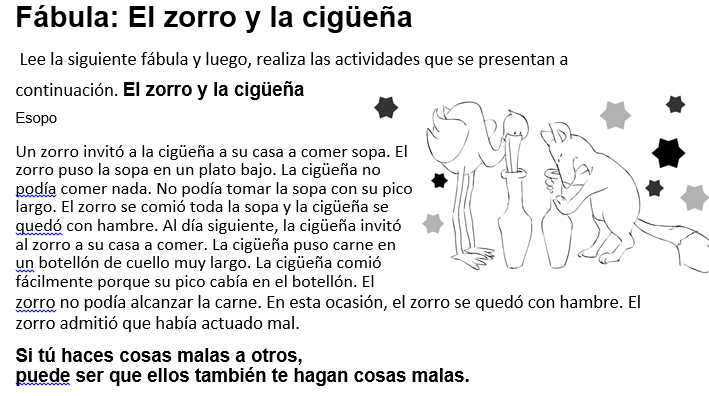 Fábula: El zorro y la cigüeña
Lee la siguiente fábula y luego, realiza las actividades que se presentan a
continuación. El zorro y la cigüeña
Esopo
Un zorro invitó a la cigüeña a su casa a comer sopa. El
zorro puso la sopa en un plato bajo. La cigüeña no
podía comer nada. No podía tomar la sopa con su pico
largo. El zorro se comió toda la sopa y la cigüeña se
quedó con hambre. Al día siguiente, la cigüeña invitó
al zorro a su casa a comer. La cigüeña puso carne en
un botellón de cuello muy largo. La cigüeña comió
fácilmente porque su pico cabía en el botellón. El
zorro no podía alcanzar la carne. En esta ocasión, el zorro se quedó con hambre. El
zorro admitió que había actuado mal.
Si tú haces cosas malas a otros,
puede ser que ellos también te hagan cosas malas.